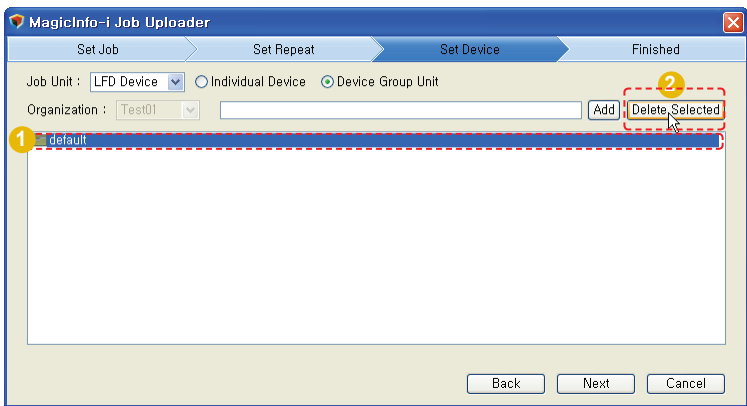 MagicInfo-i Job Uploader
Set Job Set Repeat Set Device Finished
Job Unit : LFD Device Individual Device Device Group Unit
2
Organization : Test01 Add Delete Selected
1 default
Back Next Cancel